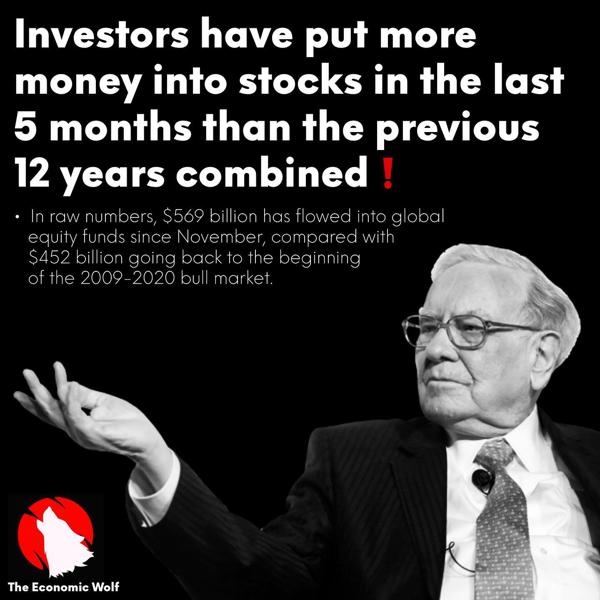 Investors have put more
money into stocks in the last
5 months than the previous
12 years combined !
• In raw numbers, $569 billion has flowed into global
equity funds since November, compared with
$452 billion going back to the beginning
of the 2009-2020 bull market.
The Economic Wolf